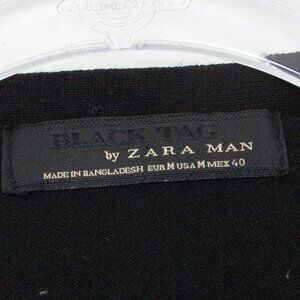 BLACK TAG
by ZARA MAN
MADE IN BANGLADESH EUR M USA M MEX 40